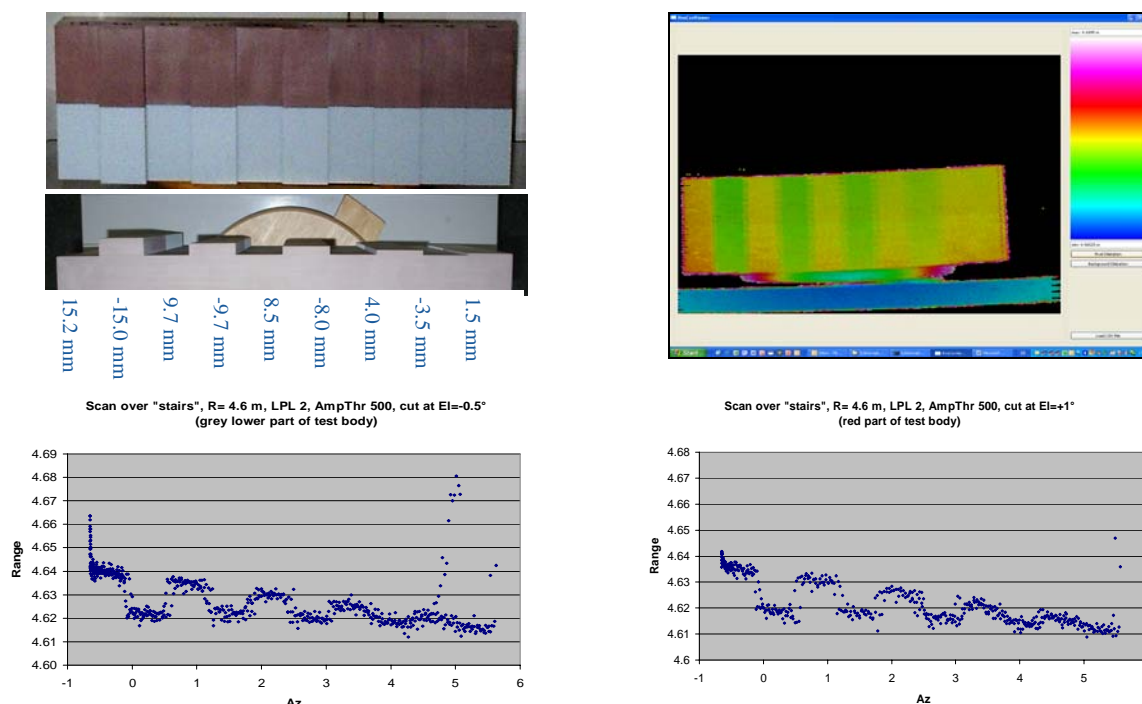 15.2 mm
-15.0 mm
9.7 mm
-9.7 mm
8.5 mm
-8.0 mm
4.0 mm
-3.5 mm
1.5 mm
Start
Scan over "stairs", R= 4.6 m, LPL 2, AmpThr 500, cut at El=-0.5°
(grey lower part of test body)
4.69
4.68
4.67
4.66
4.65
4.64
4.63
4.62
4.61
4.60
Range
-1
0
1
2
3
4
5
6
Az
Scan over "stairs", R= 4.6 m, LPL 2, AmpThr 500, cut at El=+1°
(red part of test body)
4.68
4.67
4.66
4.65
4.64
4.63
4.62
4.61
4.6
Range
-1
0
1
2
3
4
5
Az